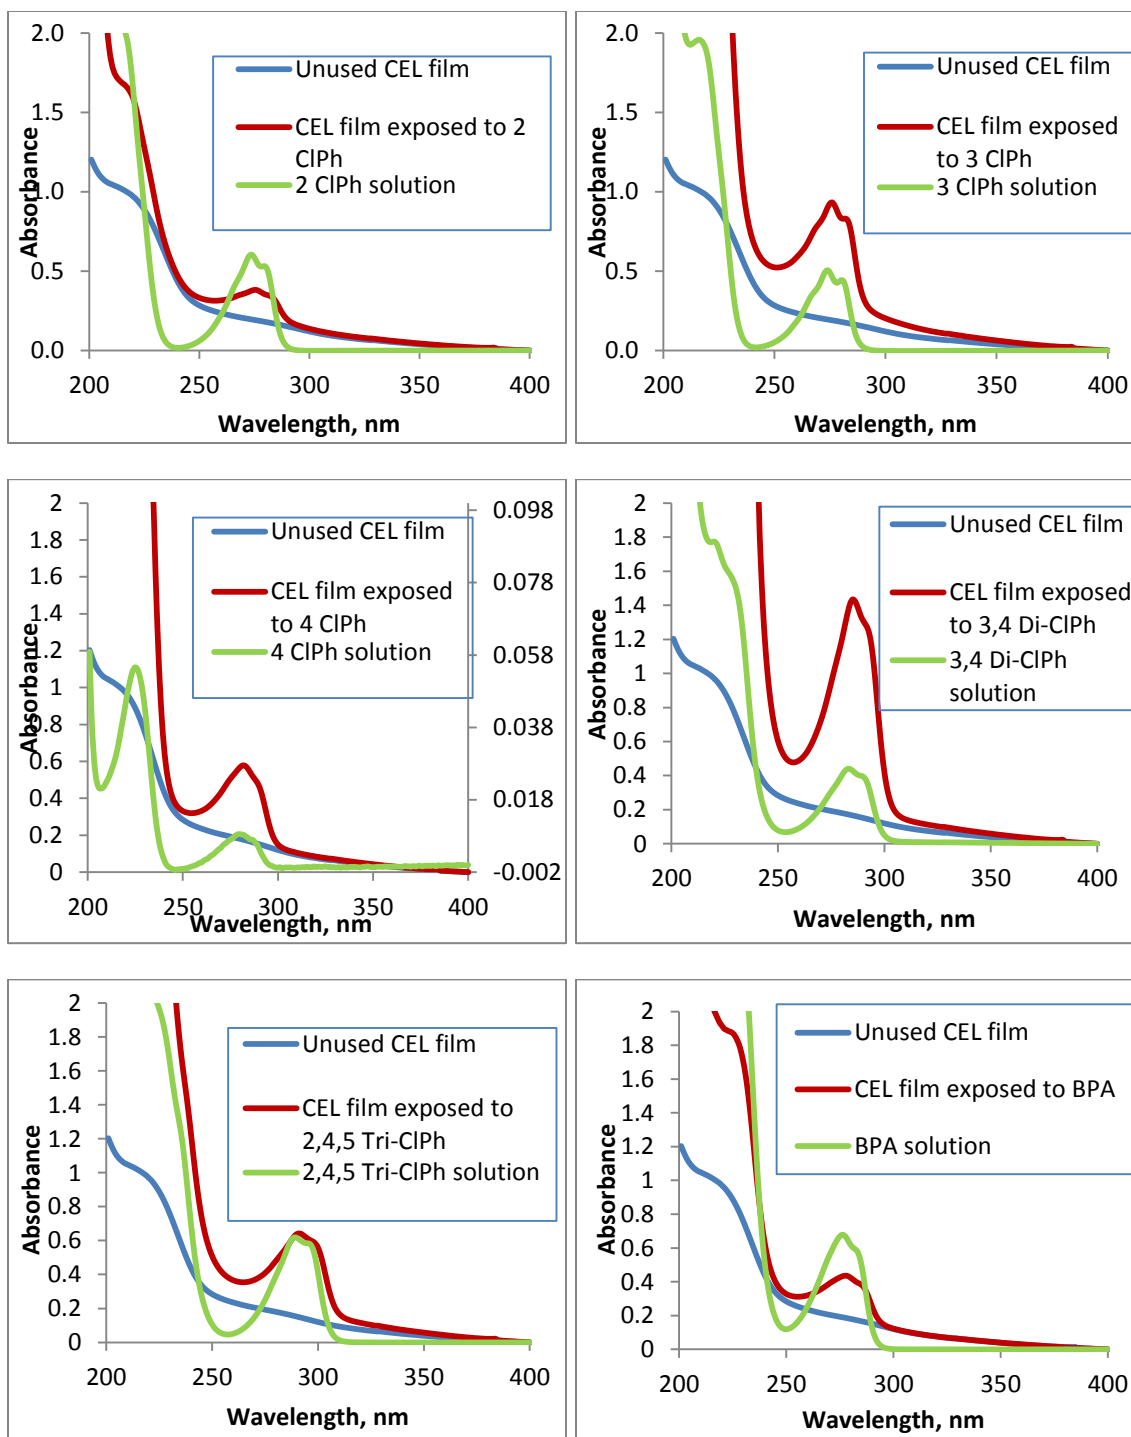 2.0
1.5
1.0
0.5
0.0
Absorbance
Unused CEL film
CEL film exposed to 2
ClPh
2 ClPh solution
200 250 300 350 400
Wavelength, nm
2.0
1.5
1.0
0.5
0.0
Absorbance
Unused CEL film
CEL film exposed
to 3 ClPh
3 ClPh solution
200 250 300 350 400
Wavelength, nm
2
1.8
1.6
1.4
1.2
1
0.8
0.6
0.4
0.2
0
Absorbance
Unused CEL film
CEL film exposed
to 4 ClPh
4 ClPh solution
0.098
0.078
0.058
0.038
0.018
-0.002
200 250 300 350 400
Wavelength, nm
2
1.8
1.6
1.4
1.2
1
0.8
0.6
0.4
0.2
0
Absorbance
Unused CEL film
CEL film exposed
to 3,4 Di-ClPh
3,4 Di-ClPh
solution
200 250 300 350 400
Wavelength, nm
2
1.8
1.6
1.4
1.2
1
0.8
0.6
0.4
0.2
0
Absorbance
Unused CEL film
CEL film exposed to
2,4,5 Tri-ClPh
2,4,5 Tri-ClPh solution
200 250 300 350 400
Wavelength, nm
2
1.8
1.6
1.4
1.2
1
0.8
0.6
0.4
0.2
0
Absorbance
Unused CEL film
CEL film exposed to BPA
BPA solution
200 250 300 350 400
Wavelength, nm